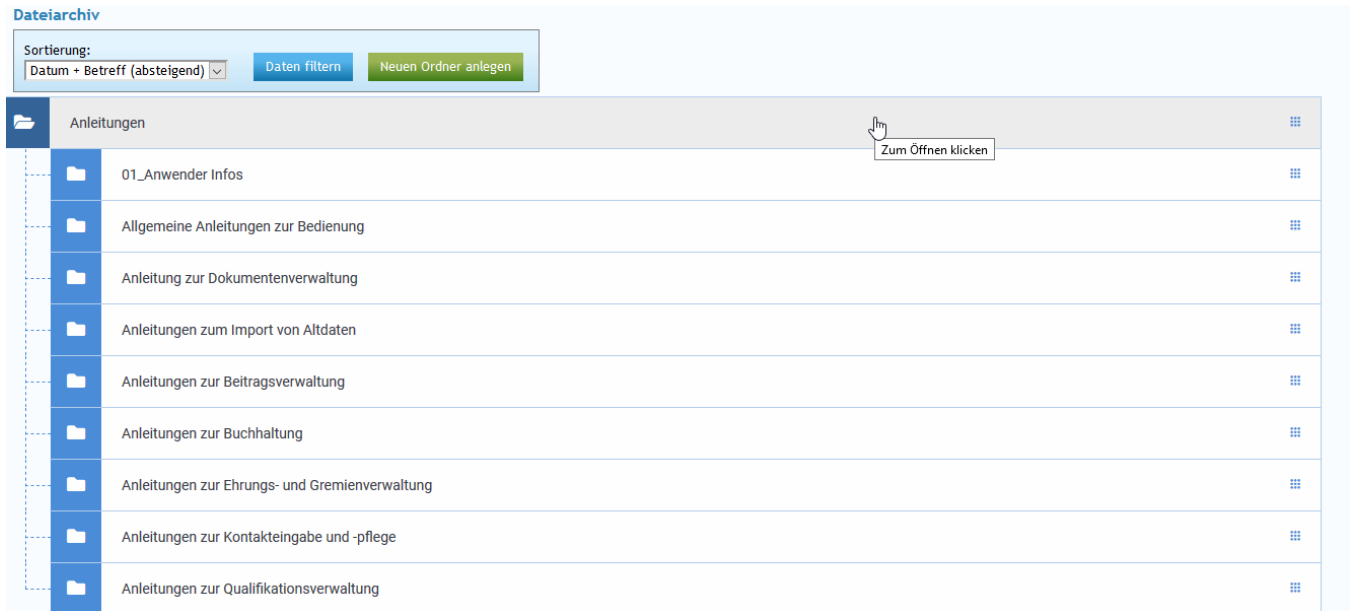 Dateiarchiv
Sortierung:
Datum + Betreff (absteigend)
Daten filtern
Neuen Ordner anlegen
Anleitungen
Zum Öffnen klicken
01_Anwender Infos
Allgemeine Anleitungen zur Bedienung
Anleitung zur Dokumentenverwaltung
Anleitungen zum Import von Altdaten
Anleitungen zur Beitragsverwaltung
Anleitungen zur Buchhaltung
Anleitungen zur Ehrungs- und Gremienverwaltung
Anleitungen zur Kontakteingabe und -pflege
Anleitungen zur Qualifikationsverwaltung